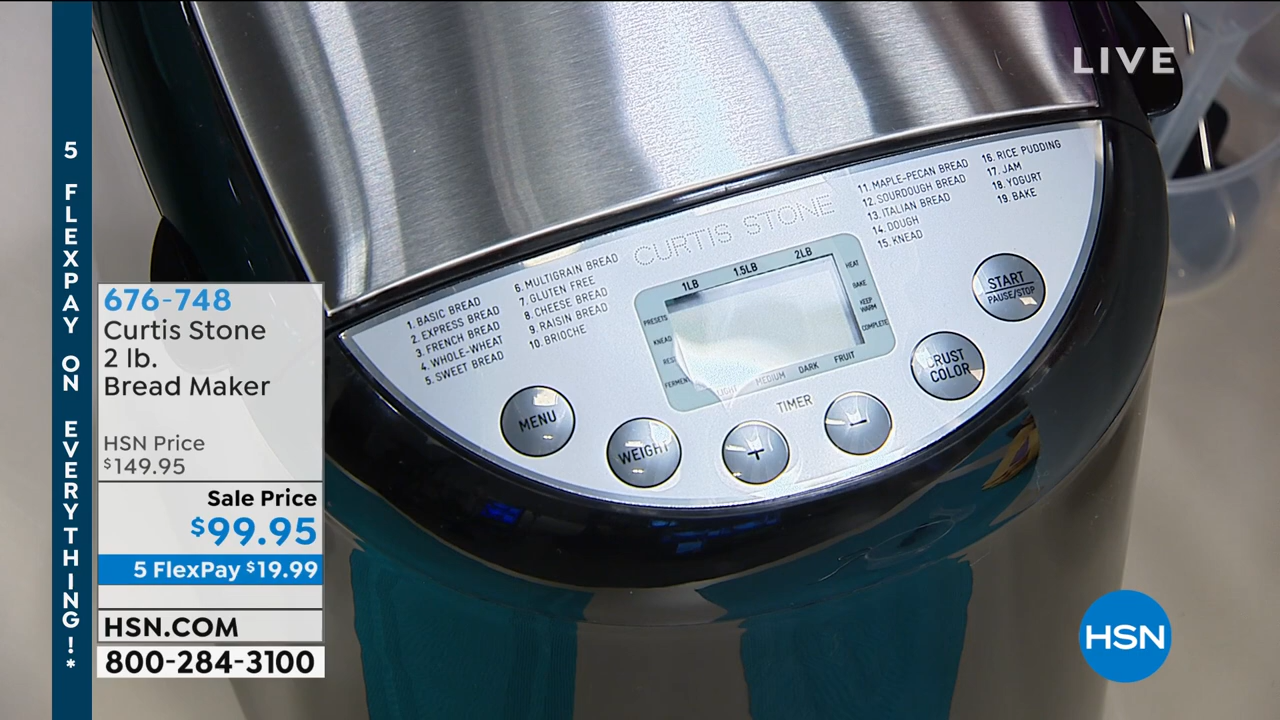 5 FLEXPAY ON EVERYTHING!*
LIVE
676-748
Curtis Stone
2 lb.
Bread Maker
HSN Price
$149.95
Sale Price
$99.95
5 FlexPay $19.99
HSN.COM
800-284-3100
CURTIS STONE
1. BASIC BREAD
2. EXPRESS BREAD
3. FRENCH BREAD
4. WHOLE-WHEAT
5. SWEET BREAD
6. MULTIGRAIN BREAD
7. GLUTEN FREE
8. CHEESE BREAD
9. RAISIN BREAD
10. BRIOCHE
11. MAPLE-PECAN BREAD
12. SOURDOUGH BREAD
13. ITALIAN BREAD
14. DOUGH
15. KNEAD
16. RICE PUDDING
17. JAM
18. YOGURT
19. BAKE
1LB 1.5LB 2LB
PRESETS
KNEAD
HEAT
BAKE
KEEP
WARM
COMPLETE
MEDIUM DARK FRUIT
MENU
WEIGHT
TIMER
+
-
CRUST
COLOR
START
PAUSE/STOP
HSN